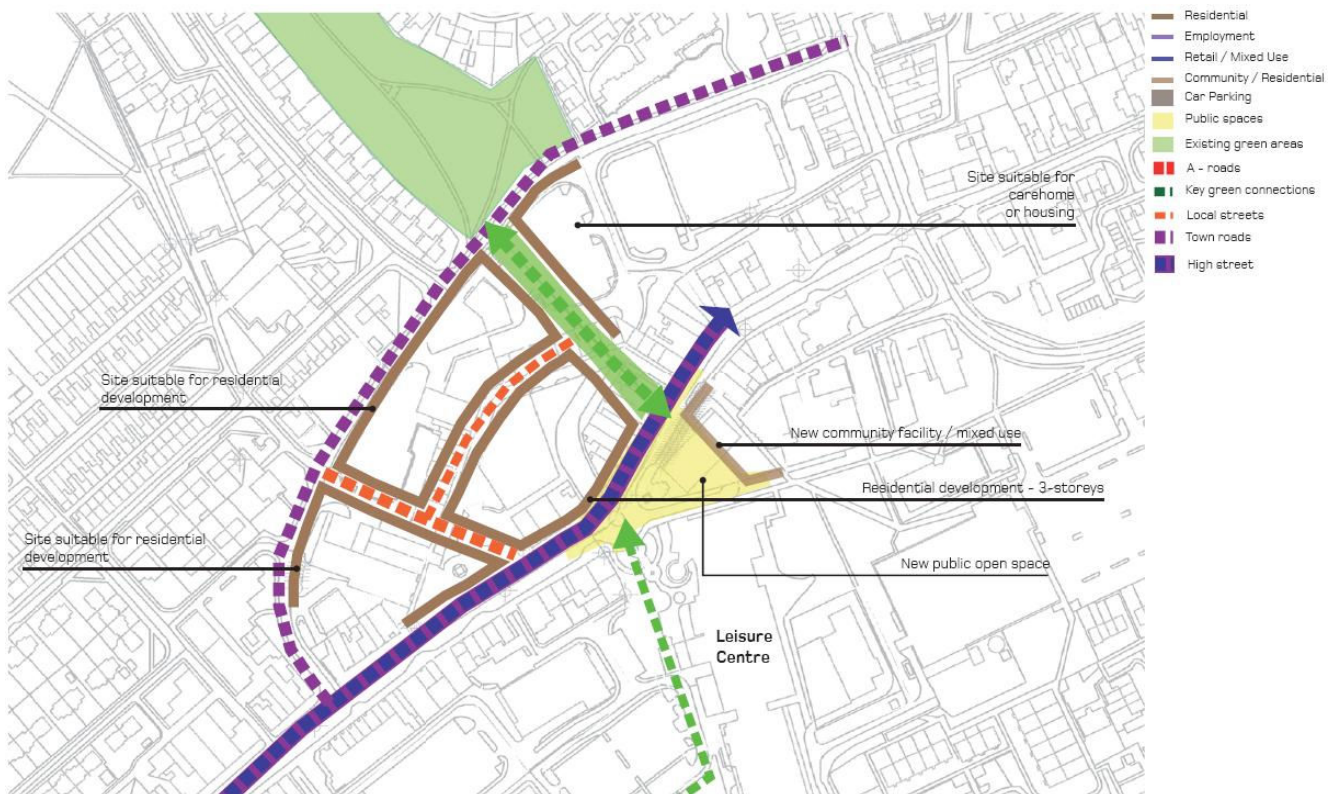 Residential
Employment
Retail / Mixed Use
Community / Residential
Car Parking
Public spaces
Existing green areas
A - roads
Key green connections
Local streets
Town roads
High street
Site suitable for
carehome
or housing
Site suitable for residential
development
New community facility / mixed use
Residential development - 3-storeys
Site suitable for residential
development
New public open space
Leisure
Centre